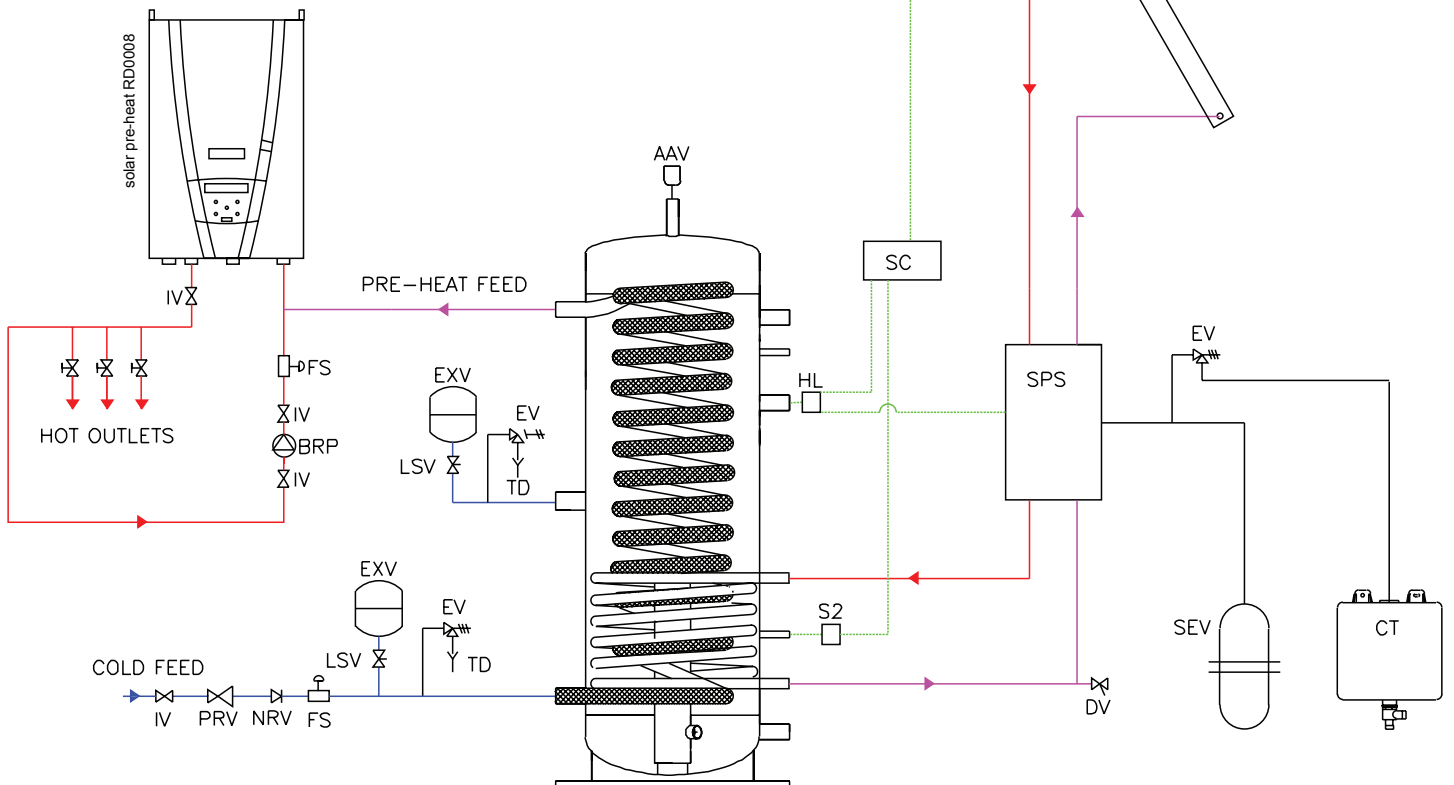 solar pre-heat RD0008
AAV
SC
PRE-HEAT FEED
IV
EV
FS
EXV
HL
SPS
IV
EV
HOT OUTLETS
BRP
LSV
IV
TD
EXV
EV
S2
SEV
CT
COLD FEED
LSV
TD
IV
PRV
NRV
FS
DV